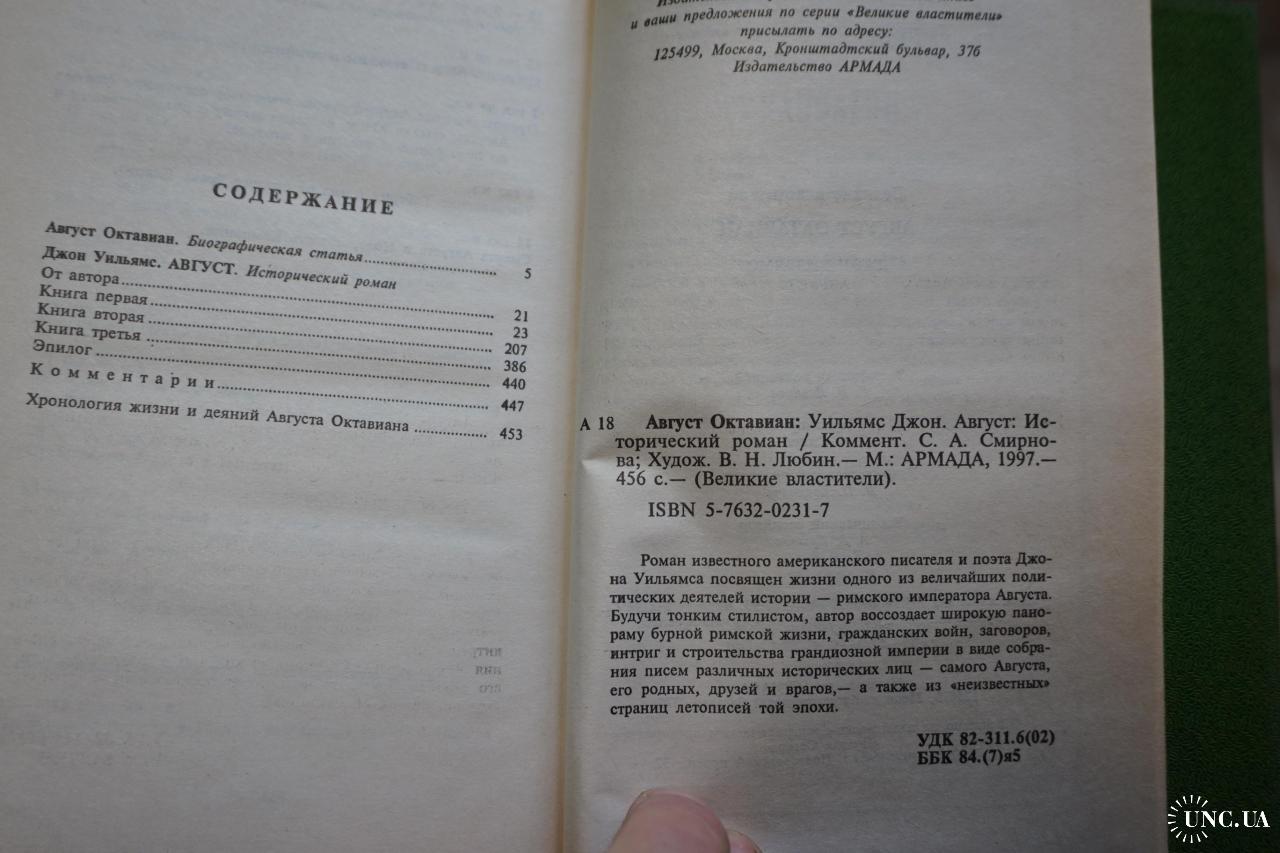 СОДЕРЖАНИЕ
Август Октавиан. Биографическая статья........ 5
Джон Уильямс. АВГУСТ. Исторический роман
От автора........ 21
Книга первая........ 23
Книга вторая........ 207
Книга третья........ 386
Эпилог........ 440
Комментарии........ 447
Хронология жизни и деяний Августа Октавиана........ 453
и ваши предложения по серии «Великие властители»
присылать по адресу:
125499, Москва, Кронштадтский бульвар, 37б
Издательство АРМАДА
А 18 Август Октавиан: Уильямс Джон. Август: Ис-
торический роман / Коммент. С. А. Смирно-
ва; Худож. В. Н. Любин.— М.: АРМАДА, 1997.—
456 с.— (Великие властители).
ISBN 5-7632-0231-7
Роман известного американского писателя и поэта Джо-
на Уильямса посвящен жизни одного из величайших поли-
тических деятелей истории — римского императора Августа.
Будучи тонким стилистом, автор воссоздает широкую пано-
раму бурной римской жизни, гражданских войн, заговоров,
интриг и строительства грандиозной империи в виде собра-
ния писем различных исторических лиц — самого Августа,
его родных, друзей и врагов,— а также из «неизвестных»
страниц летописей той эпохи.
УДК 82-311.6(02)
ББК 84.(7)я5
UNC.UA